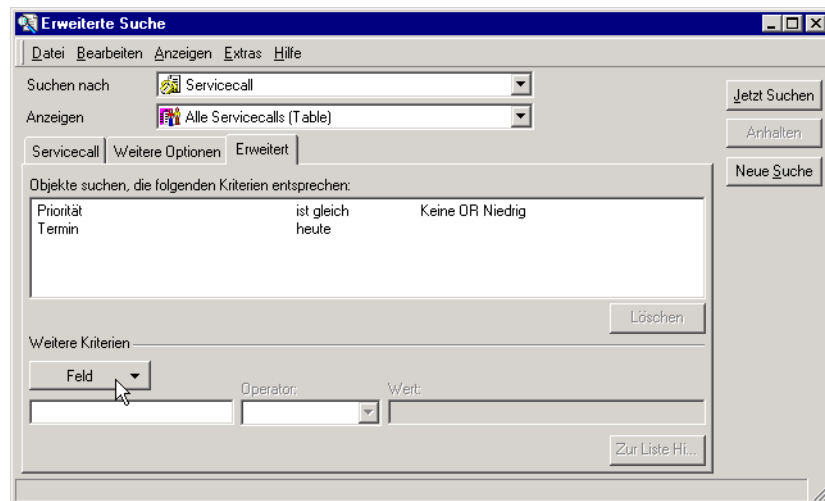 Erweiterte Suche
Datei Bearbeiten Anzeigen Extras Hilfe
Suchen nach Servicecall
Jetzt Suchen
Anzeigen Alle Servicecalls (Table)
Anhalten
Servicecall Weitere Optionen Erweitert
Neue Suche
Objekte suchen, die folgenden Kriterien entsprechen:
Priorität ist gleich Keine OR Niedrig
Termin heute
Löschen
Weitere Kriterien
Feld
Operator: Wert:
Zur Liste Hi...